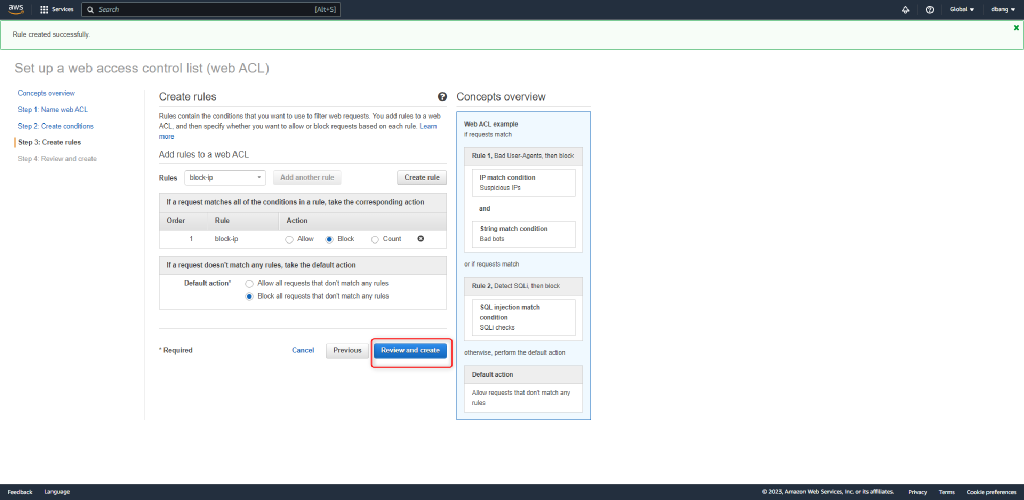 aws Services Search [Alt+S] Global dbang
Rule created successfully.
Set up a web access control list (web ACL)
Concepts overview
Step 1: Name web ACL
Step 2: Create conditions
Step 3: Create rules
Step 4: Review and create
Create rules
Rules contain the conditions that you want to use to filter web requests. You add rules to a web
ACL, and then specify whether you want to allow or block requests based on each rule. Learn
more
Add rules to a web ACL
Rules block-ip Add another rule Create rule
If a request matches all of the conditions in a rule, take the corresponding action
Order Rule Action
1 block-ip Allow Block Count
If a request doesn't match any rules, take the default action
Default action* Allow all requests that don't match any rules
Block all requests that don't match any rules
* Required Cancel Previous Review and create
Concepts overview
Web ACL example
if requests match
Rule 1, Bad User-Agents, then block
IP match condition
Suspicious IPs
and
String match condition
Bad bots
or if requests match
Rule 2, Detect SQLi, then block
SQL injection match
condition
SQLi checks
otherwise, perform the default action
Default action
Allow requests that don't match any
rules
Feedback Language © 2023, Amazon Web Services, Inc. or its affiliates. Privacy Terms Cookie preferences